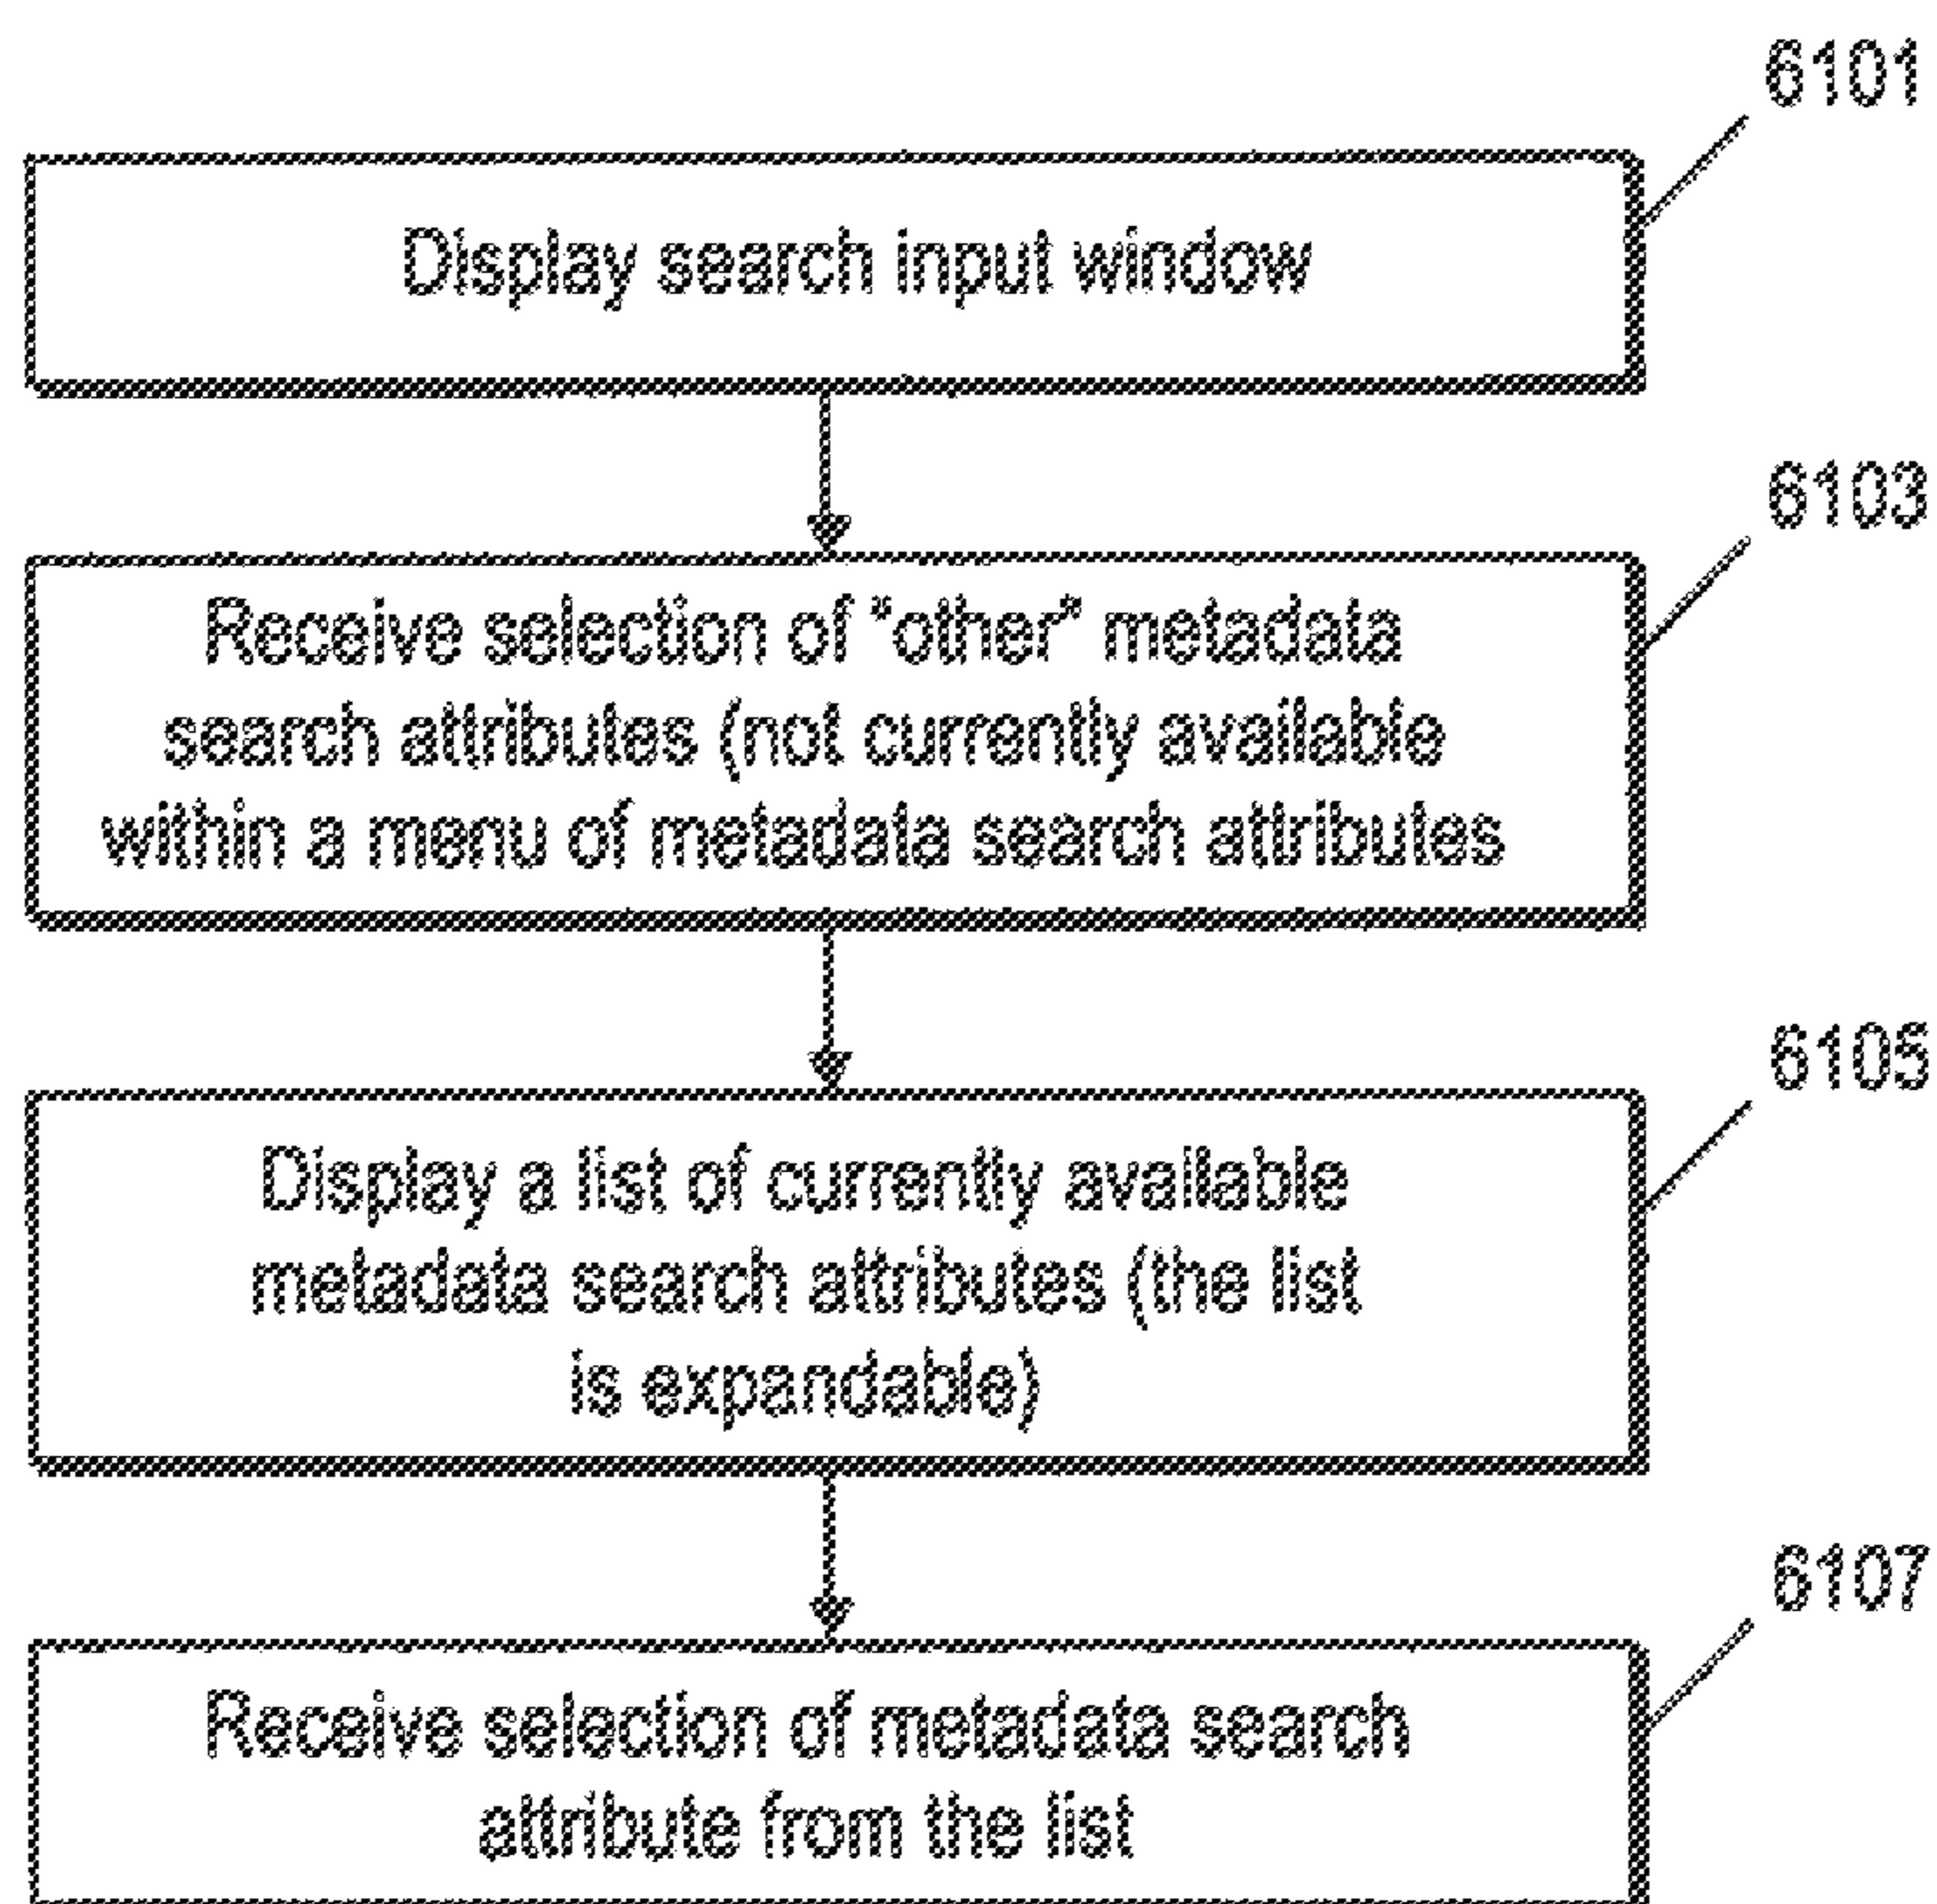 6101
Display search input window
6103
Receive selection of "other" metadata
search attributes (not currently available
within a menu of metadata search attributes
6105
Display a list of currently available
metadata search attributes (the list
is expandable)
6107
Receive selection of metadata search
attribute from the list